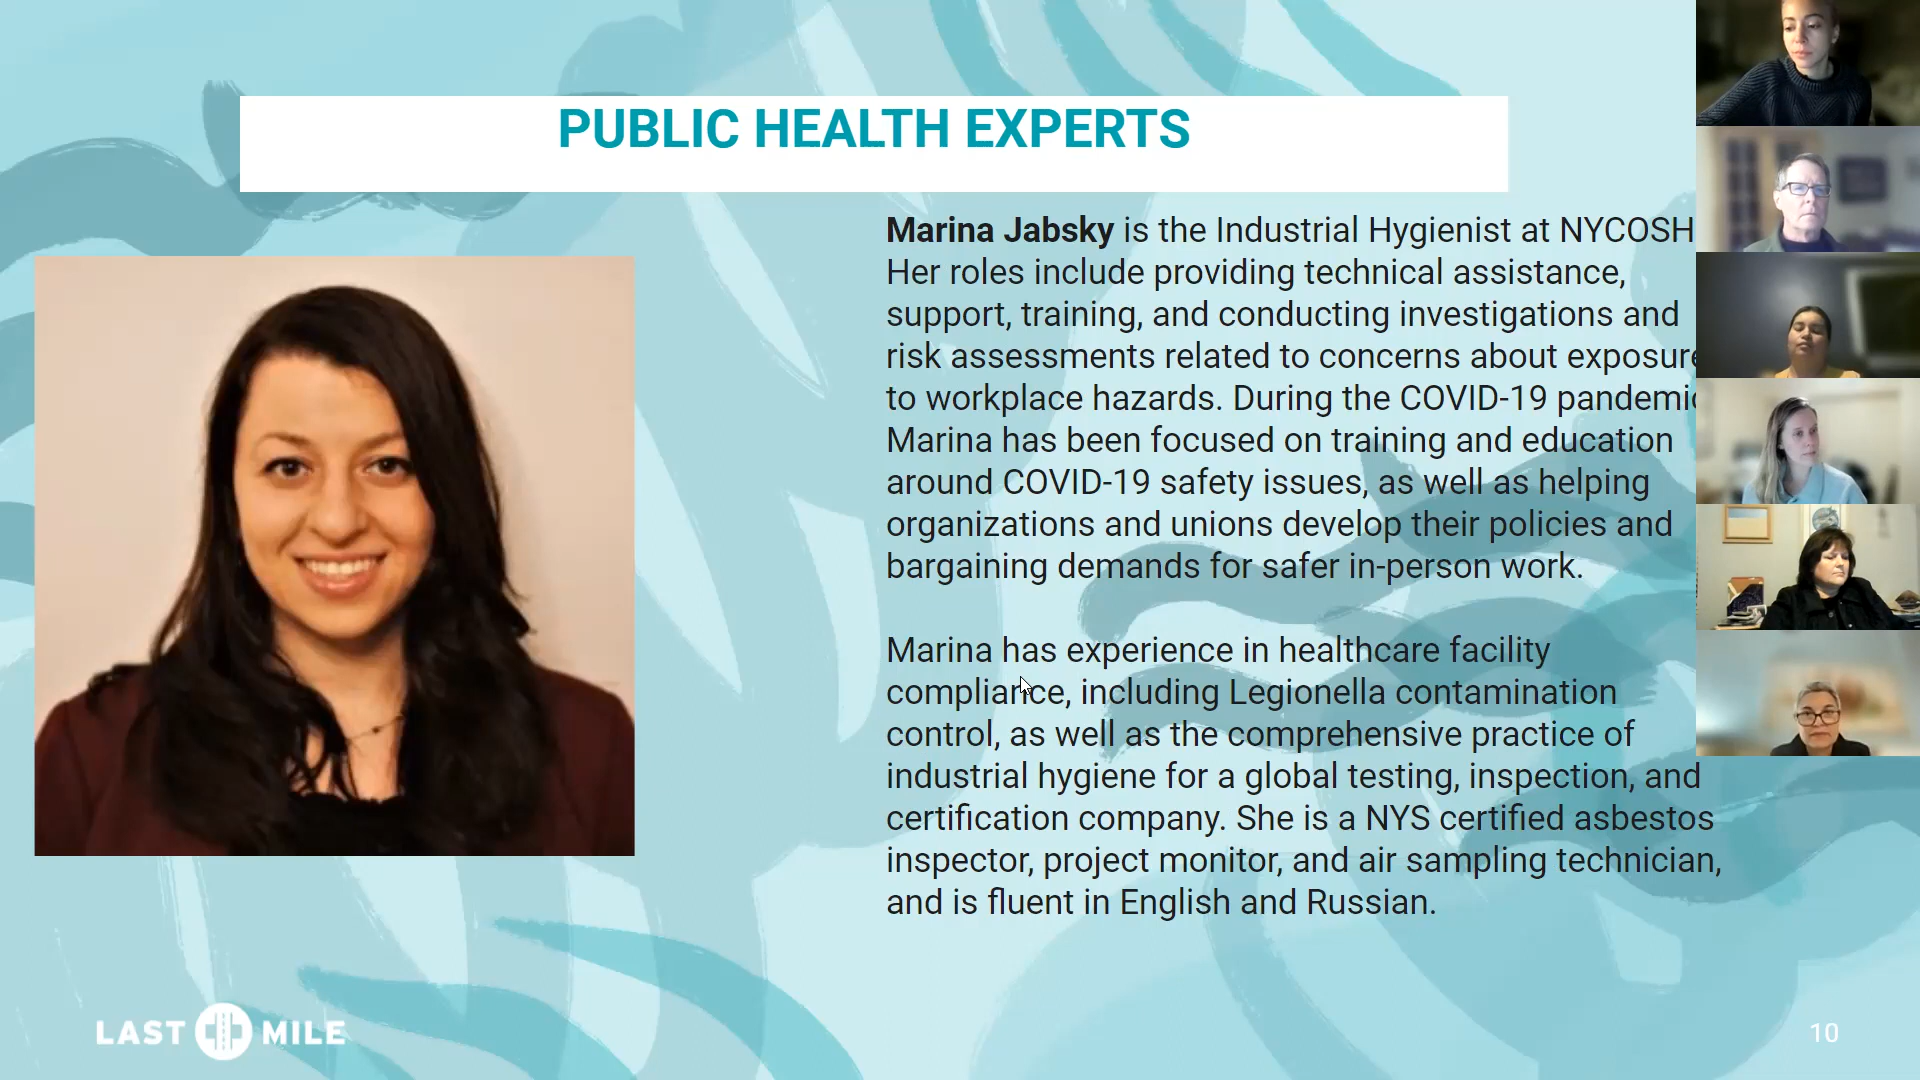 PUBLIC HEALTH EXPERTS
Marina Jabsky is the Industrial Hygienist at NYCOSH
Her roles include providing technical assistance,
support, training, and conducting investigations and
risk assessments related to concerns about exposure
to workplace hazards. During the COVID-19 pandemic
Marina has been focused on training and education
around COVID-19 safety issues, as well as helping
organizations and unions develop their policies and
bargaining demands for safer in-person work.
Marina has experience in healthcare facility
compliance, including Legionella contamination
control, as well as the comprehensive practice of
industrial hygiene for a global testing, inspection, and
certification company. She is a NYS certified asbestos
inspector, project monitor, and air sampling technician,
and is fluent in English and Russian.
LAST MILE
10